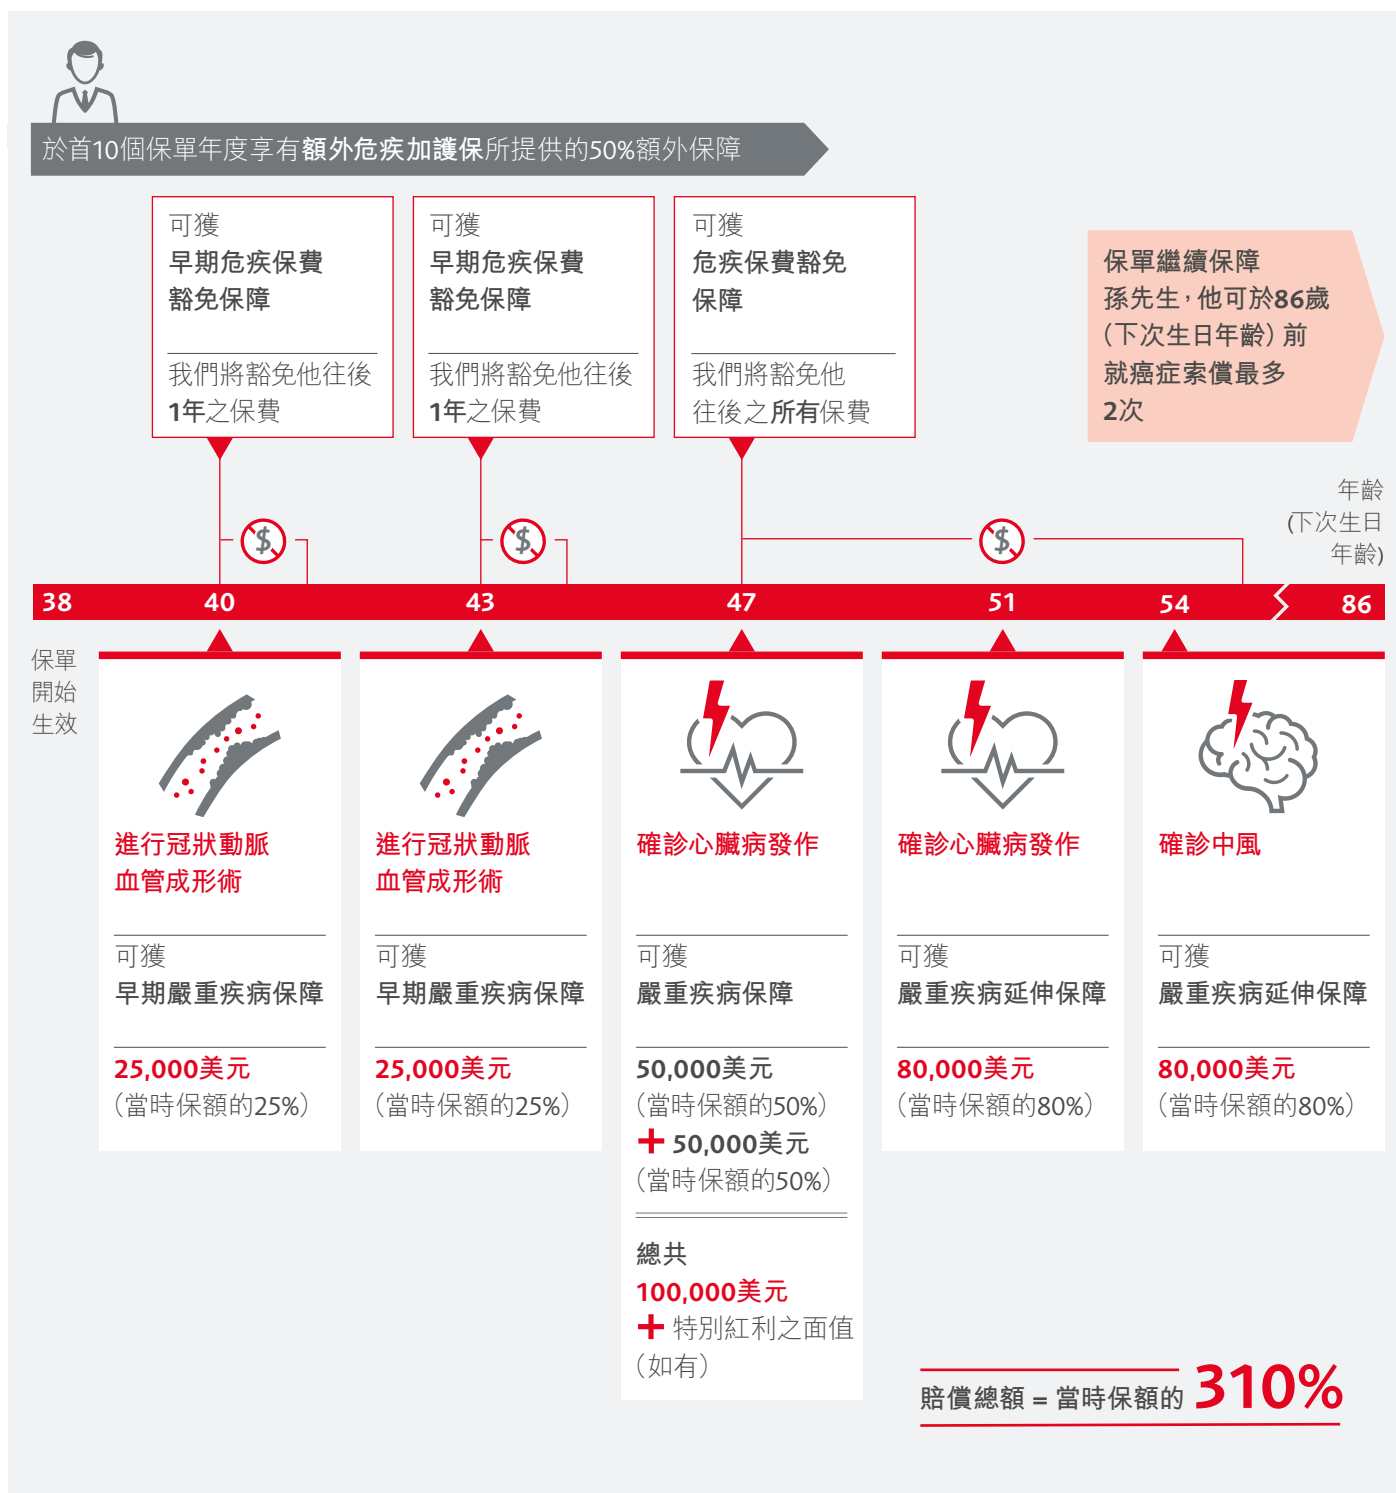 於首10個保單年度享有額外危疾加護保所提供的50%額外保障
可獲
早期危疾保費
豁免保障
我們將豁免他往後
1年之保費
可獲
早期危疾保費
豁免保障
我們將豁免他往後
1年之保費
可獲
危疾保費豁免
保障
我們將豁免他
往後之所有保費
保單繼續保障
孫先生，他可於86歲
（下次生日年齡）前
就癌症索償最多
2次
年齡
(下次生日
年齡)
38 40 43 47 51 54 86
保單
開始
生效
進行冠狀動脈
血管成形術
可獲
早期嚴重疾病保障
25,000美元
（當時保額的25%）
進行冠狀動脈
血管成形術
可獲
早期嚴重疾病保障
25,000美元
（當時保額的25%）
確診心臟病發作
可獲
嚴重疾病保障
50,000美元
（當時保額的50%）
+ 50,000美元
（當時保額的50%）
總共
100,000美元
+ 特別紅利之面值
（如有）
確診心臟病發作
可獲
嚴重疾病延伸保障
80,000美元
（當時保額的80%）
確診中風
可獲
嚴重疾病延伸保障
80,000美元
（當時保額的80%）
賠償總額 = 當時保額的 310%